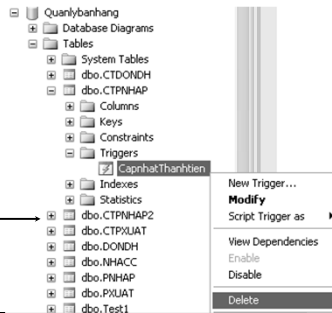 Quanlybanhang
Database Diagrams
Tables
System Tables
dbo.CTDONDH
dbo.CTPNHAP
Columns
Keys
Constraints
Triggers
CapnhatThanhtien
Indexes
Statistics
dbo.CTPNHAP2
dbo.CTPXUAT
dbo.DONDH
dbo.NHACC
dbo.PNHAP
dbo.PXUAT
dbo.Test1
New Trigger...
Modify
Script Trigger as
View Dependencies
Enable
Disable
Delete